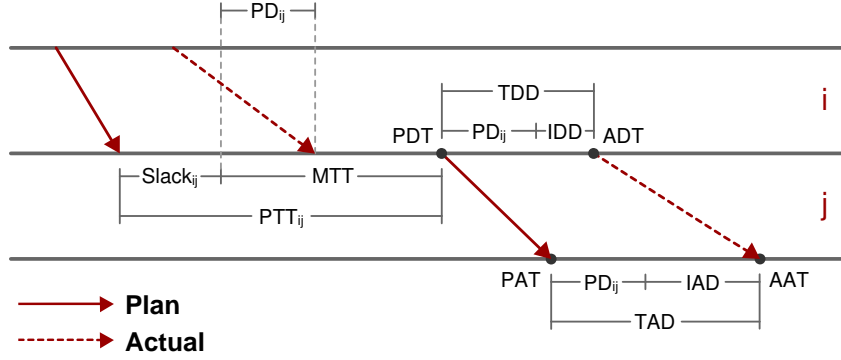 PDij
TDD
i
PDT
PDij
IDD
ADT
Slackij
MTT
j
PTTij
PAT
PDij
IAD
AAT
Plan
TAD
Actual